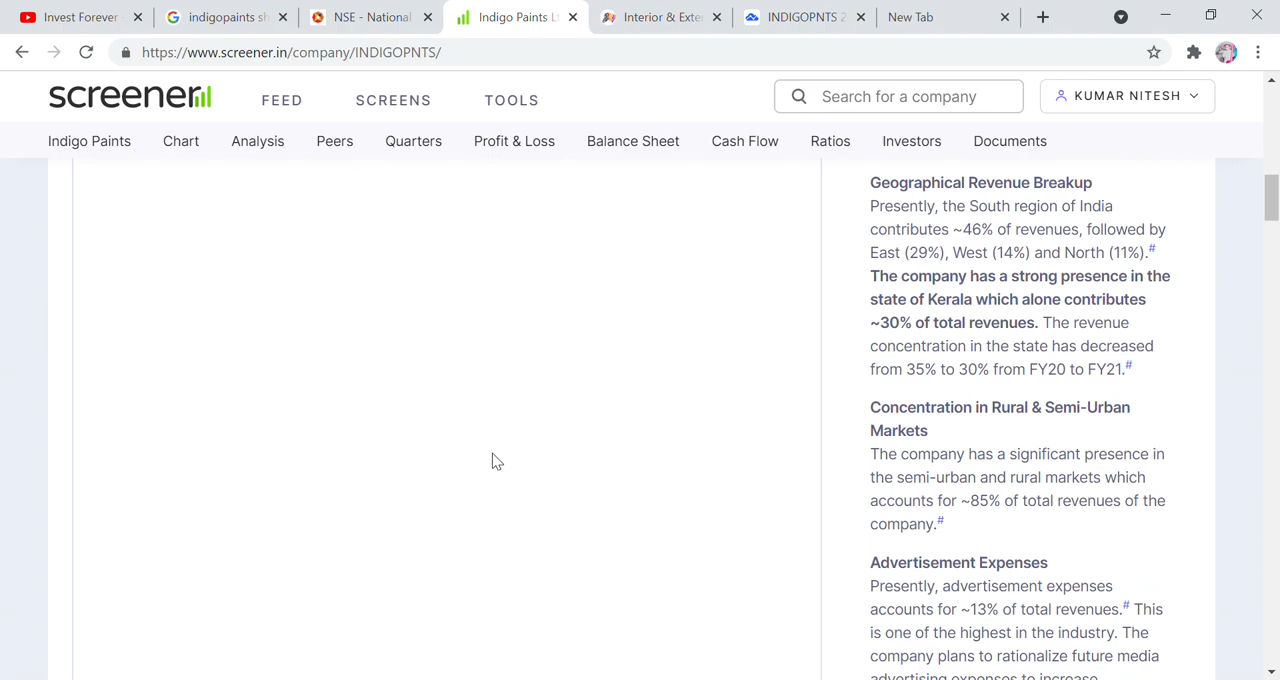 Invest Forever
indigopaints sh
NSE - National
Indigo Paints L
Interior & Exte
INDIGOPNTS 2
New Tab
https://www.screener.in/company/INDIGOPNTS/
screener
FEED
SCREENS
TOOLS
Search for a company
KUMAR NITESH
Indigo Paints
Chart
Analysis
Peers
Quarters
Profit & Loss
Balance Sheet
Cash Flow
Ratios
Investors
Documents
Geographical Revenue Breakup
Presently, the South region of India
contributes ~46% of revenues, followed by
East (29%), West (14%) and North (11%).#
The company has a strong presence in the
state of Kerala which alone contributes
~30% of total revenues. The revenue
concentration in the state has decreased
from 35% to 30% from FY20 to FY21.#
Concentration in Rural & Semi-Urban
Markets
The company has a significant presence in
the semi-urban and rural markets which
accounts for ~85% of total revenues of the
company.#
Advertisement Expenses
Presently, advertisement expenses
accounts for ~13% of total revenues.# This
is one of the highest in the industry. The
company plans to rationalize future media
advertising expenses to increase